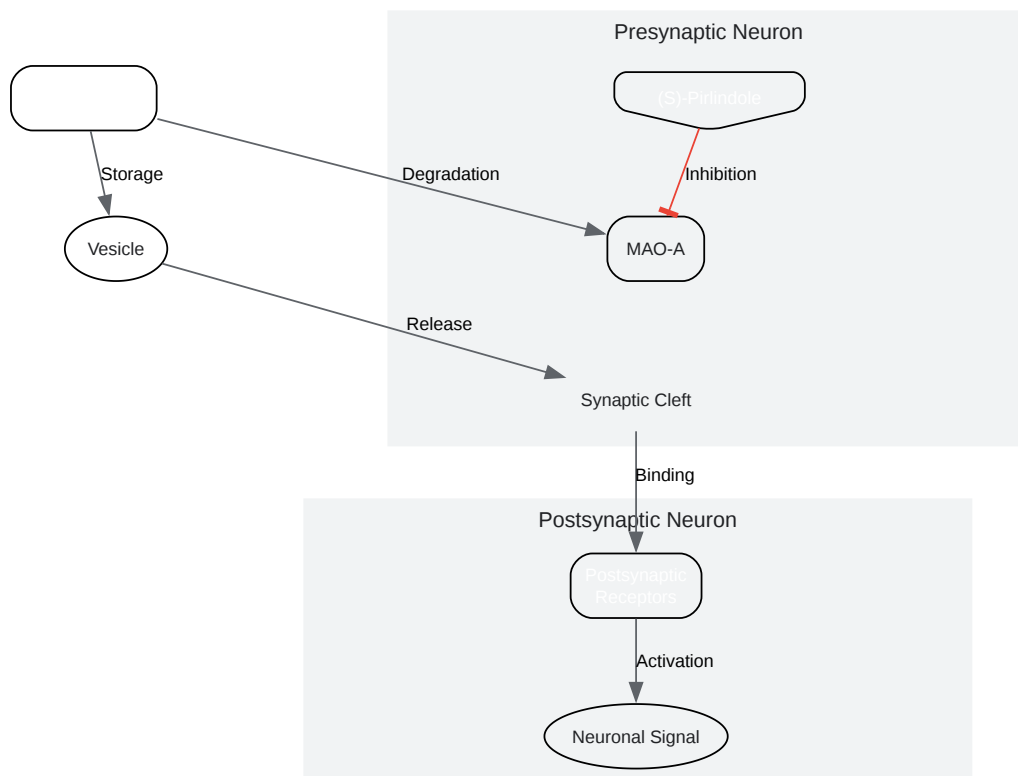 Presynaptic Neuron
(S)-Pirlindole
Storage
Degradation
Inhibition
Vesicle
MAO-A
Release
Synaptic Cleft
Binding
Postsynaptic Neuron
Postsynaptic
Receptors
Activation
Neuronal Signal